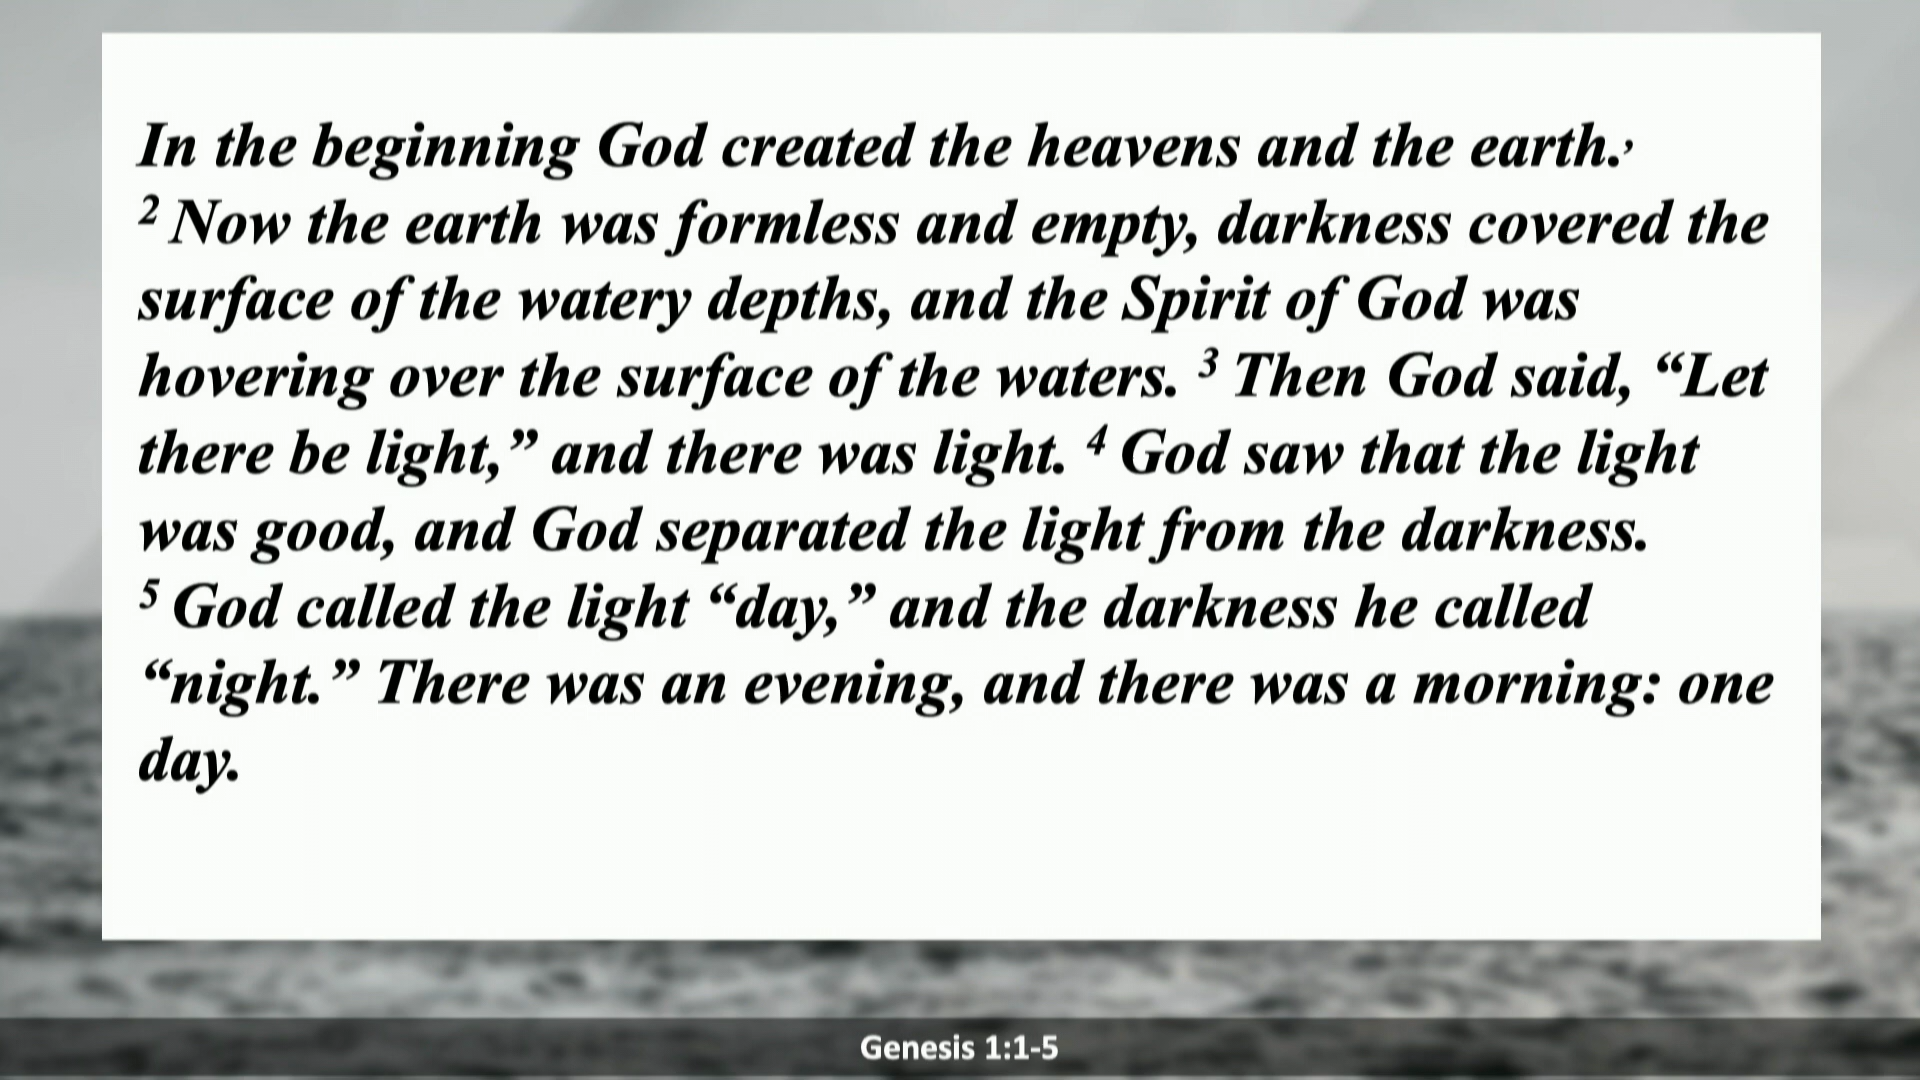 In the beginning God created the heavens and the earth.,
² Now the earth was formless and empty, darkness covered the
surface of the watery depths, and the Spirit of God was
hovering over the surface of the waters. ³ Then God said, “Let
there be light,” and there was light. ⁴ God saw that the light
was good, and God separated the light from the darkness.
⁵ God called the light “day,” and the darkness he called
“night.” There was an evening, and there was a morning: one
day.
Genesis 1:1-5